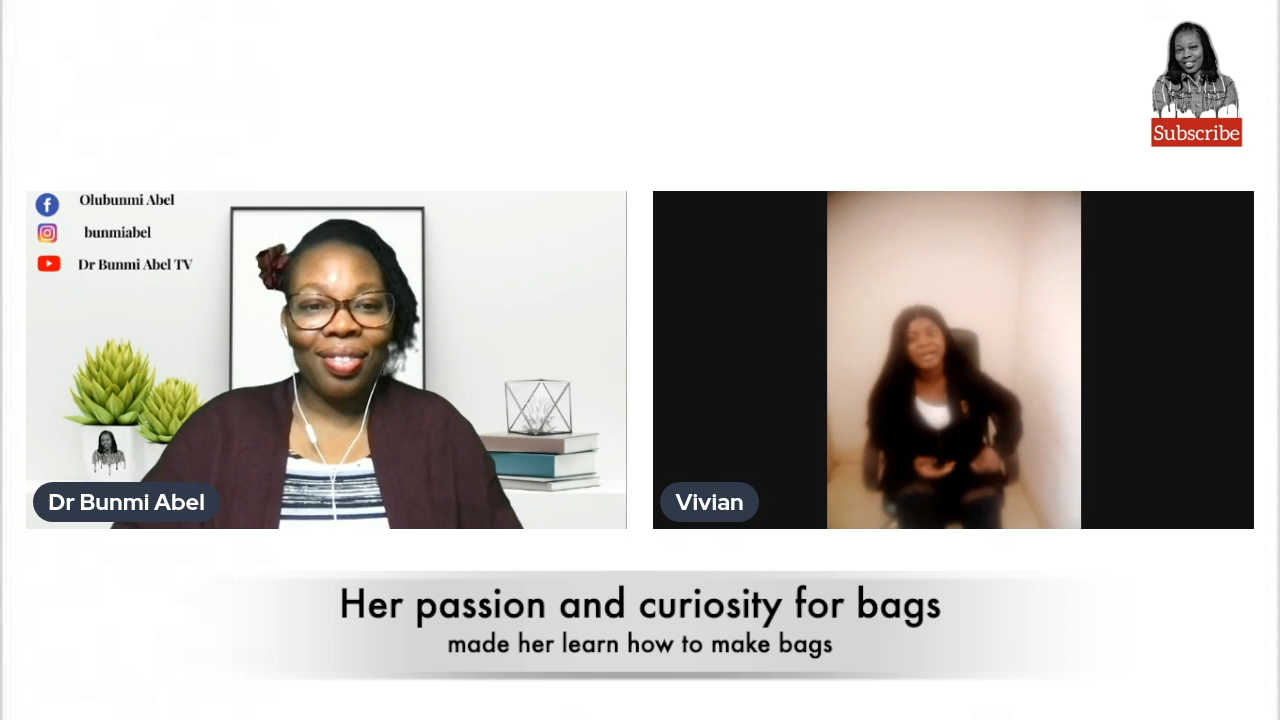 Subscribe
Olubunmi Abel
bunmiabel
Dr Bunmi Abel TV
Dr Bunmi Abel
Vivian
Her passion and curiosity for bags
made her learn how to make bags